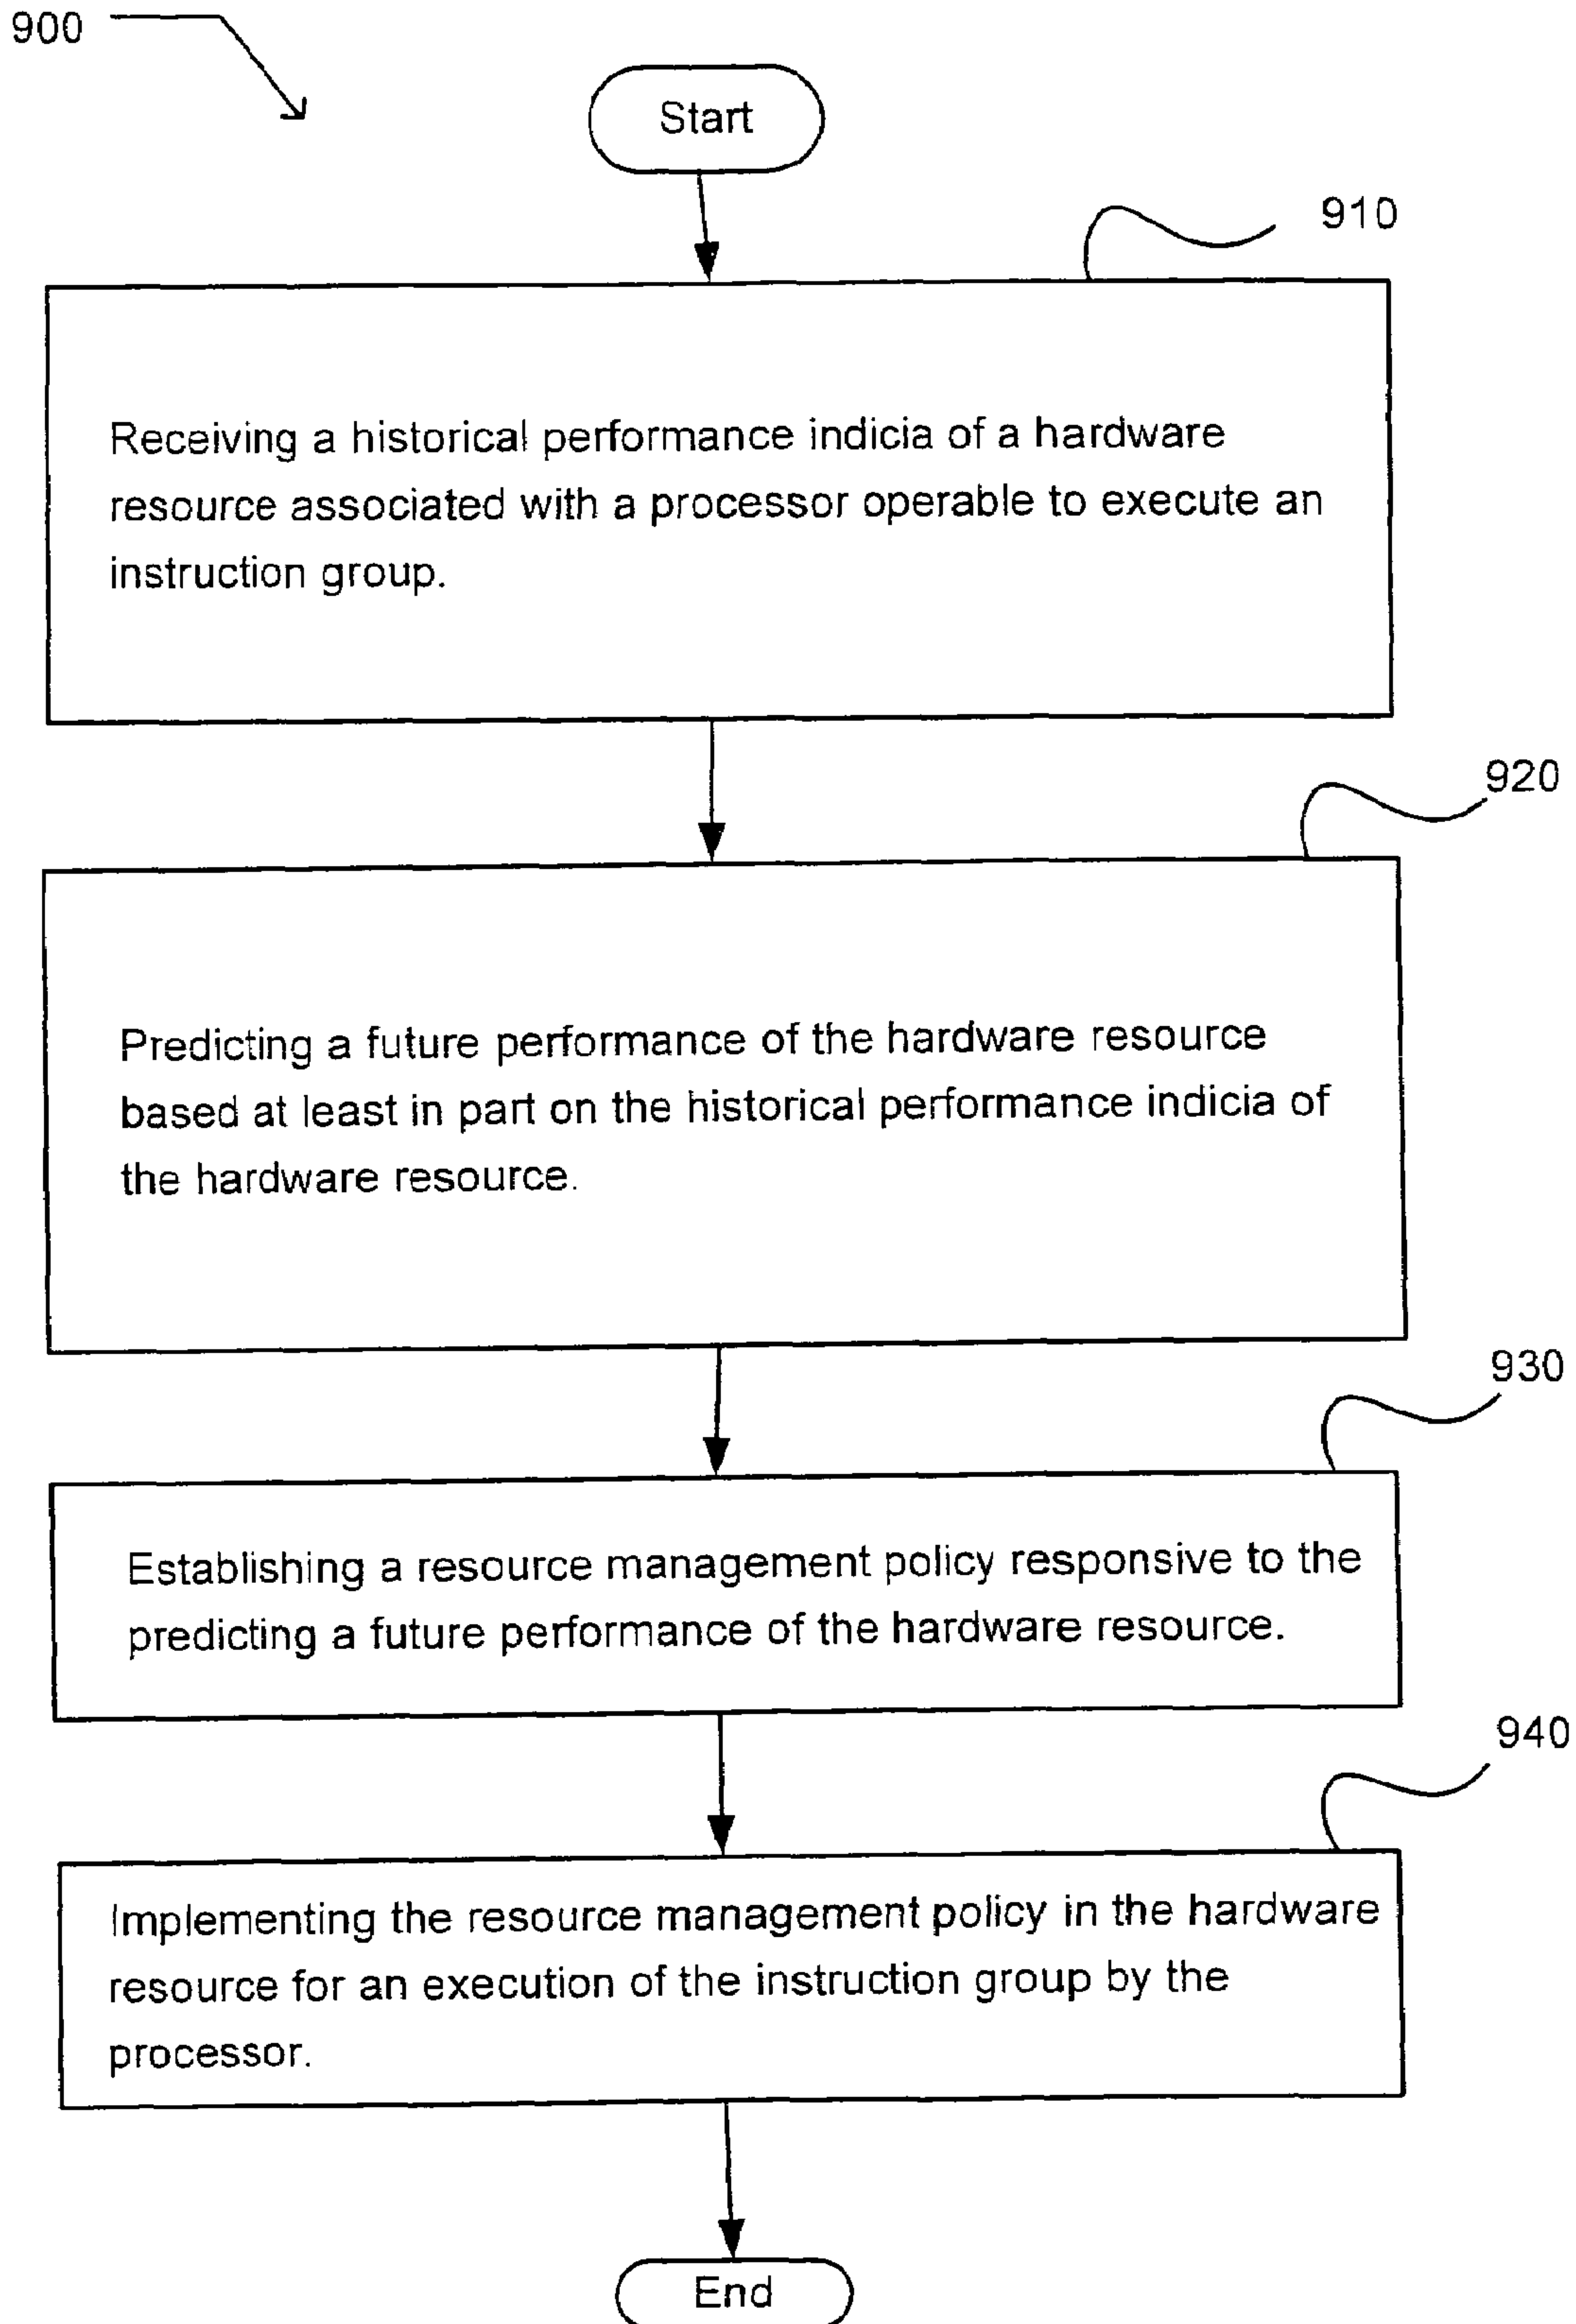 900
Start
910
Receiving a historical performance indicia of a hardware
resource associated with a processor operable to execute an
instruction group.
920
Predicting a future performance of the hardware resource
based at least in part on the historical performance indicia of
the hardware resource.
930
Establishing a resource management policy responsive to the
predicting a future performance of the hardware resource.
940
Implementing the resource management policy in the hardware
resource for an execution of the instruction group by the
processor.
End